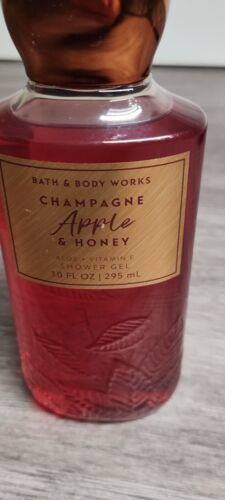 BATH & BODY WORKS
CHAMPAGNE
Apple
& HONEY
ALOE + VITAMIN E
SHOWER GEL
10 FL OZ | 295 mL